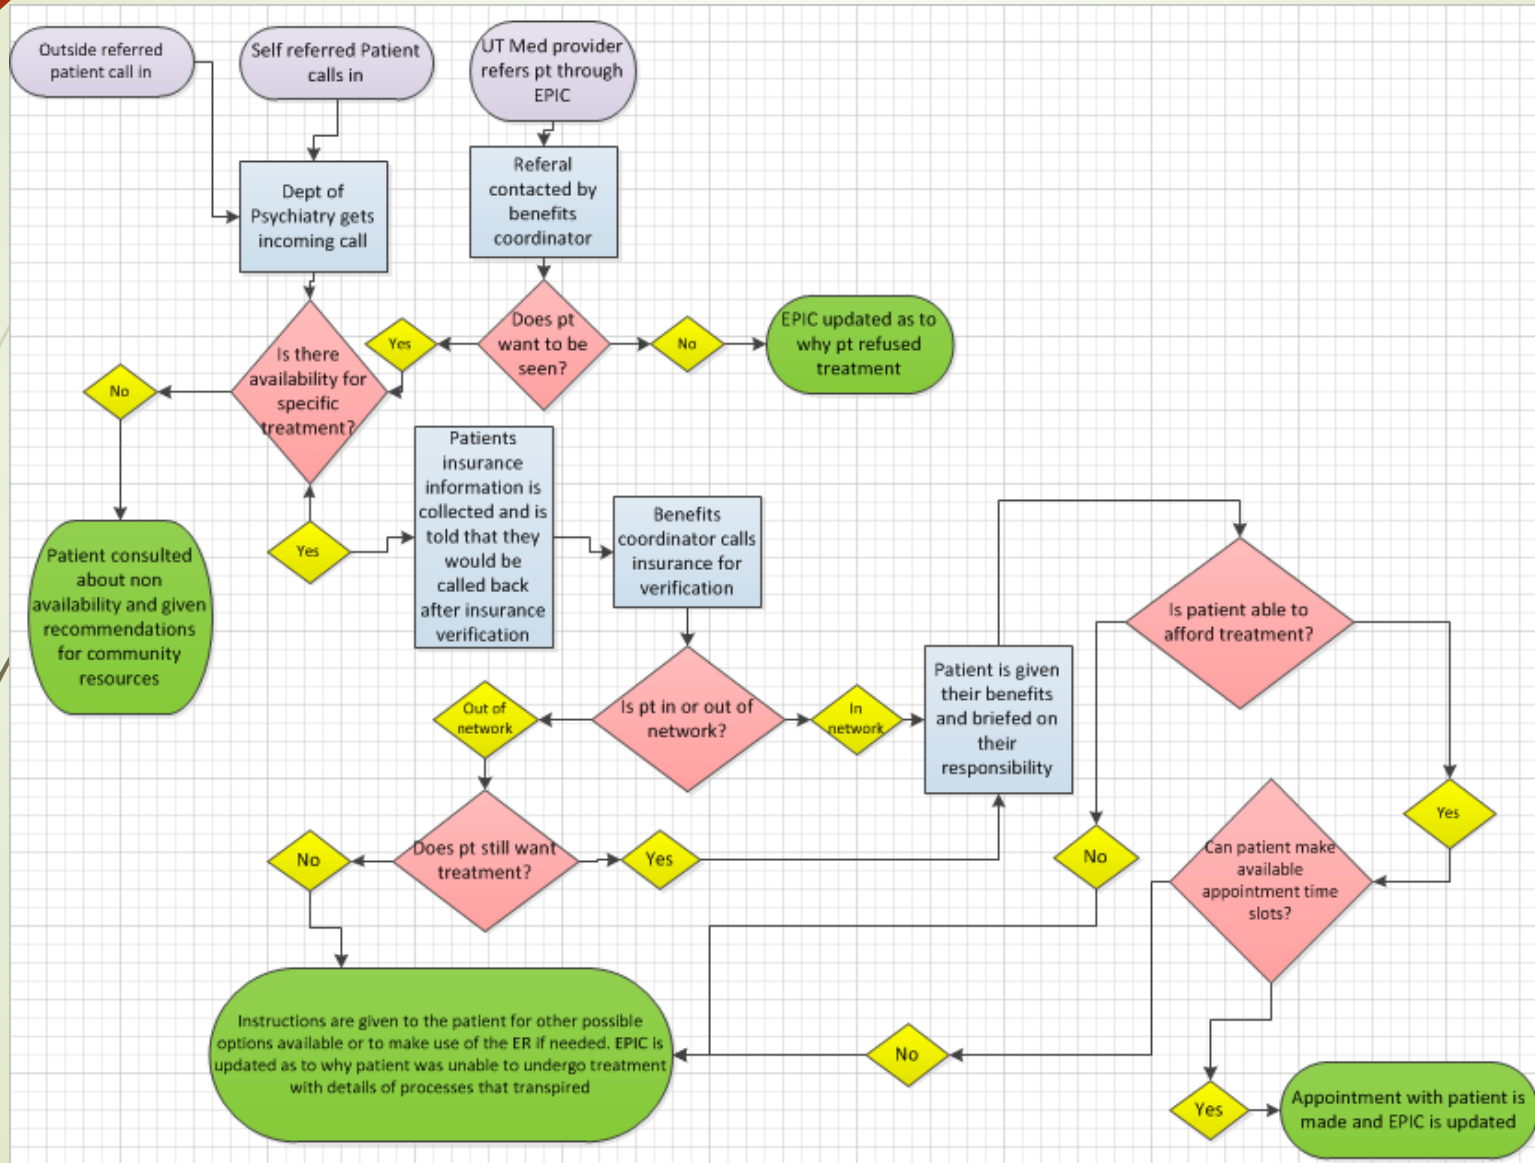 Outside referred
patient call in
Self referred Patient
calls in
UT Med provider
refers pt through
EPIC
Dept of
Psychiatry gets
incoming call
Referal
contacted by
benefits
coordinator
Does pt
want to be
seen?
Yes
No
EPIC updated as to
why pt refused
treatment
Is there
availability for
specific
treatment?
No
Yes
Patient consulted
about non
availability and given
recommendations
for community
resources
Patients
insurance
information is
collected and is
told that they
would be
called back
after insurance
verification
Benefits
coordinator calls
insurance for
verification
Is pt in or out of
network?
Out of
network
In
network
Patient is given
their benefits
and briefed on
their
responsibility
Is patient able to
afford treatment?
Does pt still want
treatment?
No
Yes
No
Yes
Can patient make
available
appointment time
slots?
Instructions are given to the patient for other possible
options available or to make use of the ER if needed. EPIC is
updated as to why patient was unable to undergo treatment
with details of processes that transpired
No
Yes
Appointment with patient is
made and EPIC is updated